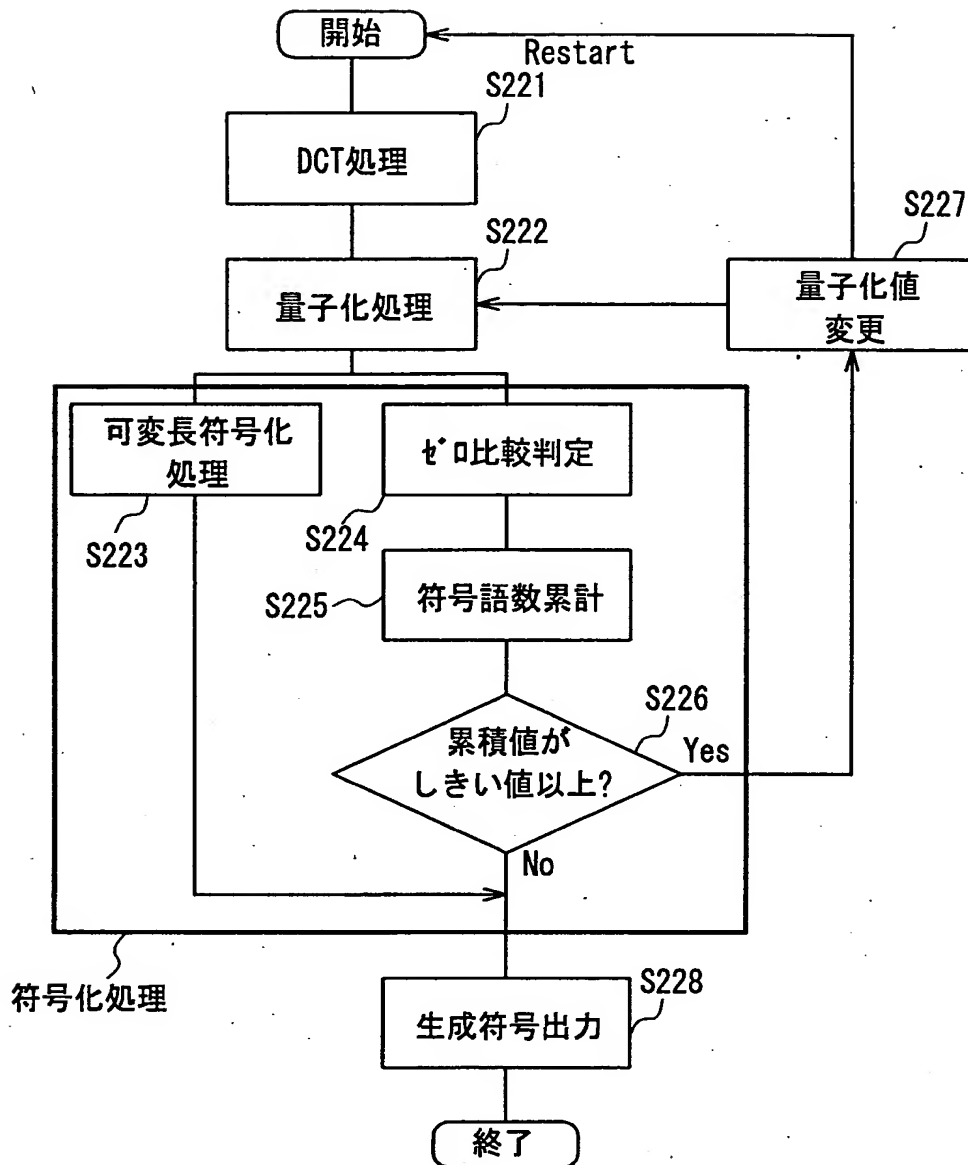 開始
Restart
S221
DCT処理
S222
量子化処理
S227
量子化値
変更
可変長符号化
処理
S223
ｾﾞﾛ比較判定
S224
符号語数累計
S225
S226
累積値が
しきい値以上?
Yes
No
符号化処理
S228
生成符号出力
終了